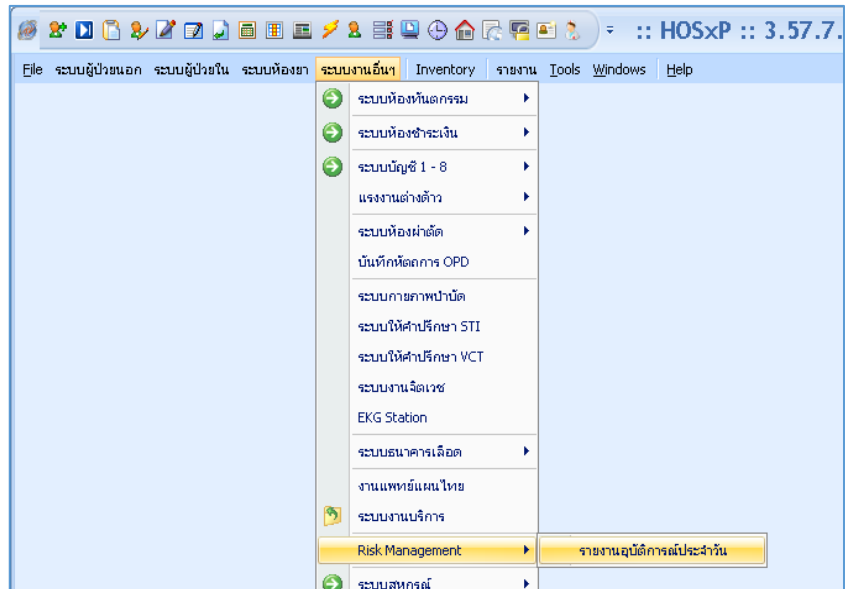 :: HOSxP :: 3.57.7.
File ระบบผู้ป่วยนอก ระบบผู้ป่วยใน ระบบห้องยา ระบบงานอื่นๆ Inventory รายงาน Tools Windows Help
ระบบห้องทันตกรรม
ระบบห้องชำระเงิน
ระบบบัญชี 1 - 8
แรงงานต่างด้าว
ระบบห้องผ่าตัด
บันทึกหัตถการ OPD
ระบบกายภาพบำบัด
ระบบให้คำปรึกษา STI
ระบบให้คำปรึกษา VCT
ระบบงานจิตเวช
EKG Station
ระบบธนาคารเลือด
งานแพทย์แผนไทย
ระบบงานบริการ
Risk Management รายงานอุบัติการณ์ประจำวัน
ระบบสหกรณ์